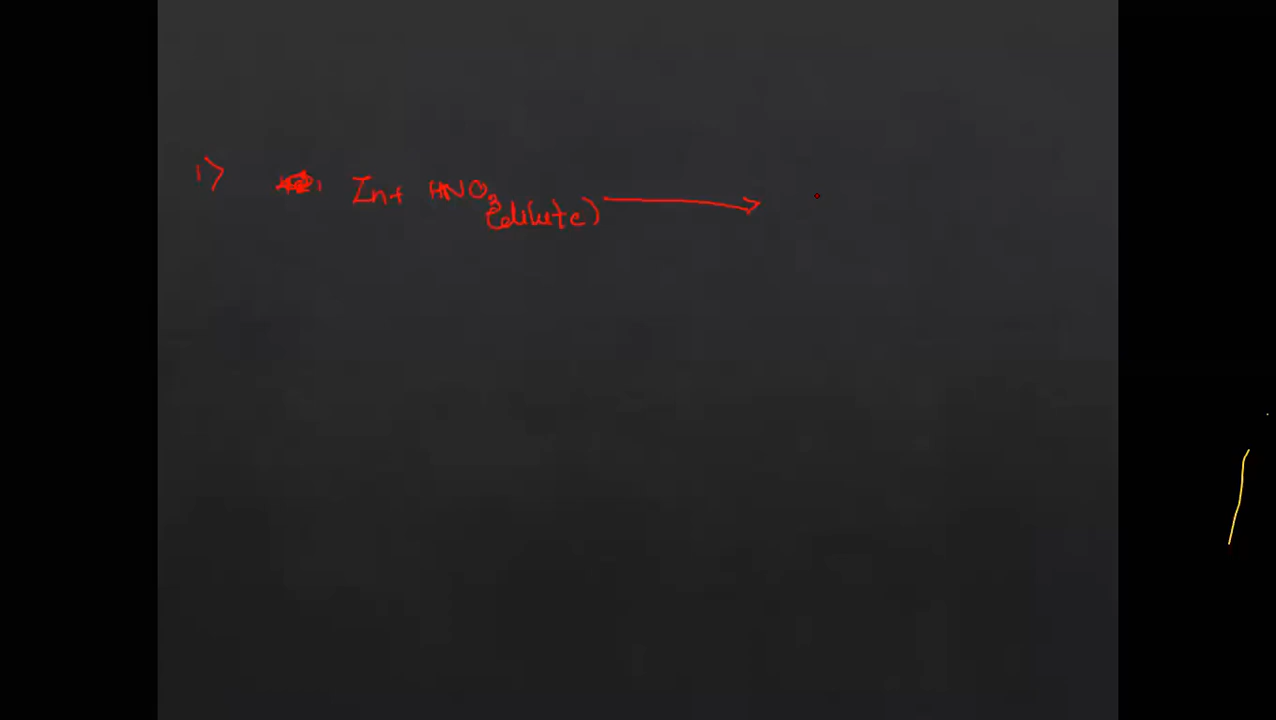 1) Zn + HNO3 (dilute) →